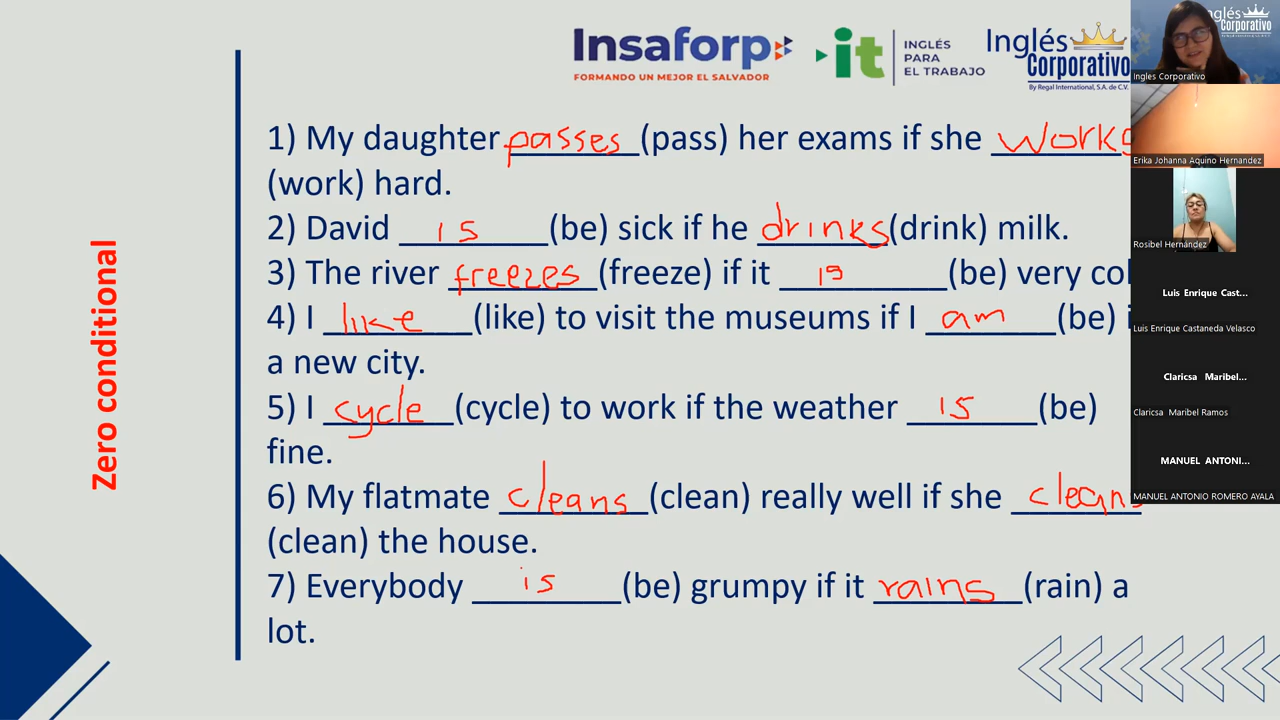 Insaforp
FORMANDO UN MEJOR EL SALVADOR
it
INGLÉS
PARA
EL TRABAJO
Inglés
Corporativo
By Regal International, S.A. de C.V.
Zero conditional
1) My daughter passes (pass) her exams if she works
(work) hard.
2) David is (be) sick if he drinks (drink) milk.
3) The river freezes (freeze) if it is (be) very col
4) I like (like) to visit the museums if I am (be) i
a new city.
5) I cycle (cycle) to work if the weather is (be)
fine.
6) My flatmate cleans (clean) really well if she cleans
(clean) the house.
7) Everybody is (be) grumpy if it rains (rain) a
lot.
nglés
Corporativo
Ingles Corporativo
Erika Johanna Aquino Hernandez
Rosibel Hernández
Luis Enrique Cast...
Luis Enrique Castaneda Velasco
Claricsa Maribel...
Claricsa Maribel Ramos
MANUEL ANTONI...
MANUEL ANTONIO ROMERO AYALA